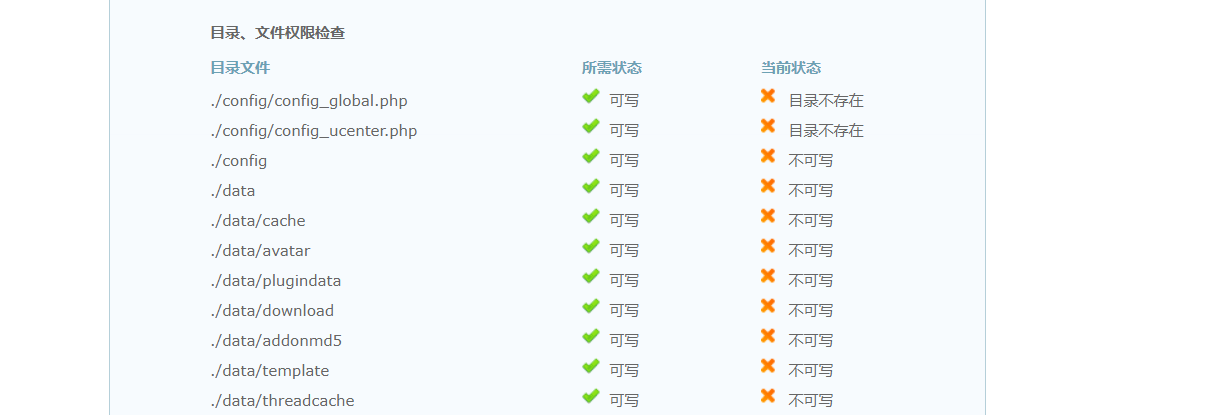 目录、文件权限检查
目录文件 所需状态 当前状态
./config/config_global.php 可写 目录不存在
./config/config_ucenter.php 可写 目录不存在
./config 可写 不可写
./data 可写 不可写
./data/cache 可写 不可写
./data/avatar 可写 不可写
./data/plugindata 可写 不可写
./data/download 可写 不可写
./data/addonmd5 可写 不可写
./data/template 可写 不可写
./data/threadcache 可写 不可写